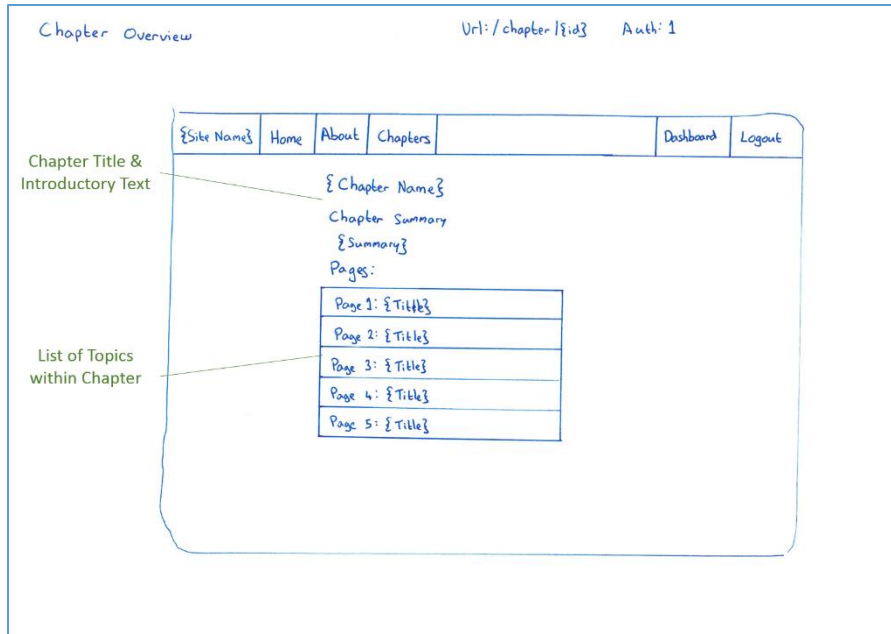 Chapter Overview
Url: /chapter/{id}
Auth: 1
{Site Name}
Home
About
Chapters
Dashboard
Logout
Chapter Title &
Introductory Text
{Chapter Name}
Chapter Summary
{Summary}
Pages:
Page 1: {Title}
Page 2: {Title}
Page 3: {Title}
Page 4: {Title}
Page 5: {Title}
List of Topics
within Chapter